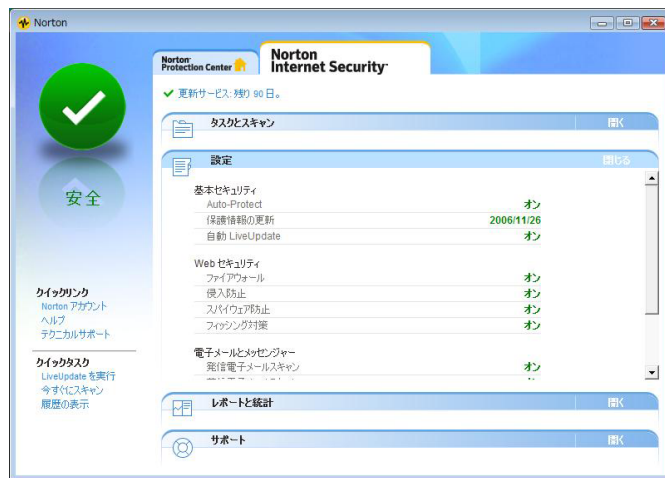 Norton
Norton Protection Center
Norton Internet Security
更新サービス: 残り 90 日。
タスクとスキャン 開く
設定 閉じる
安全
基本セキュリティ
Auto-Protect オン
保護情報の更新 2006/11/26
自動 LiveUpdate オン
Web セキュリティ
ファイアウォール オン
侵入防止 オン
スパイウェア防止 オン
フィッシング対策 オン
電子メールとメッセンジャー
発信電子メールスキャン オン
クイックリンク
Norton アカウント
ヘルプ
テクニカルサポート
クイックタスク
LiveUpdate を実行
今すぐにスキャン
履歴の表示
レポートと統計 開く
サポート 開く